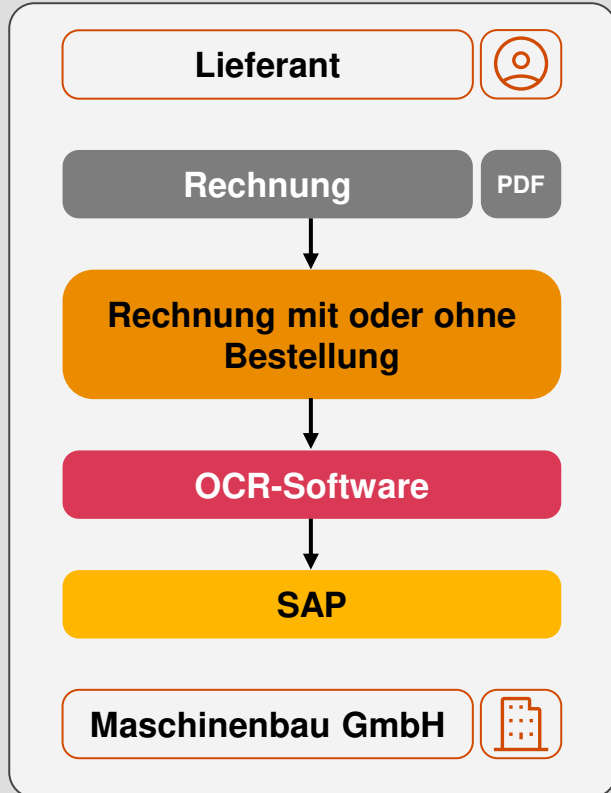 Lieferant
Rechnung
PDF
Rechnung mit oder ohne
Bestellung
OCR-Software
SAP
Maschinenbau GmbH